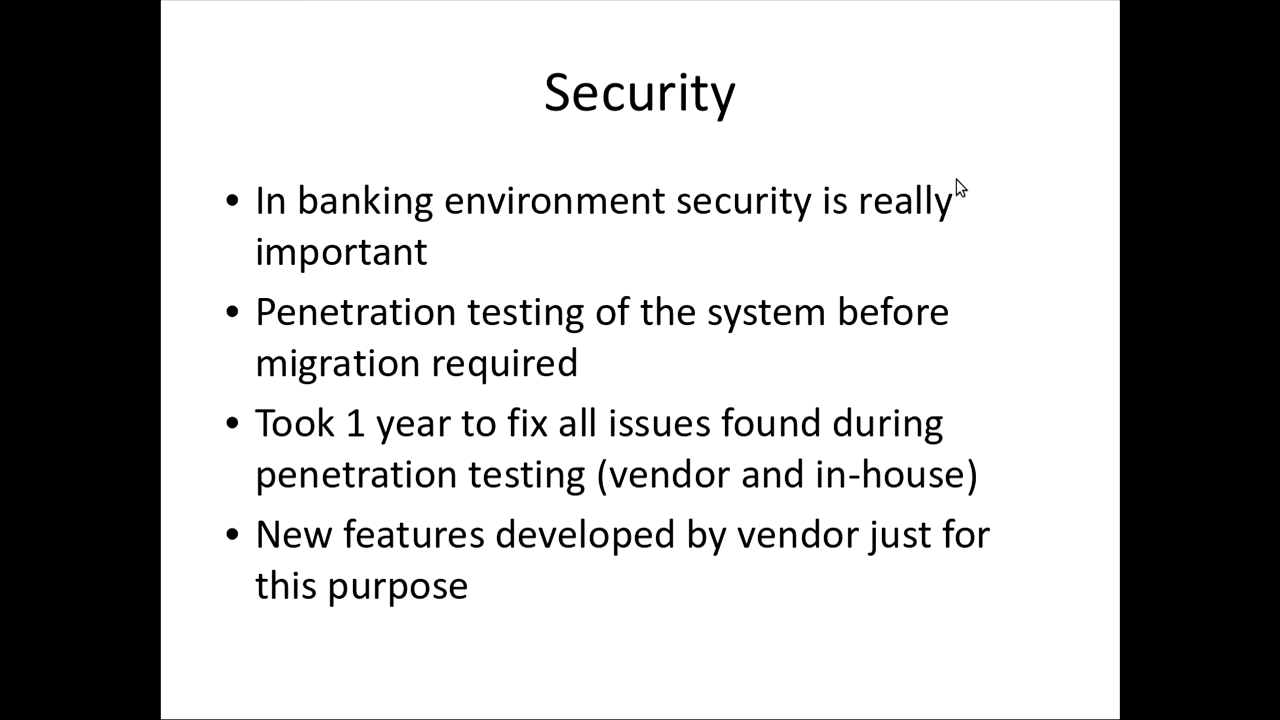 Security
• In banking environment security is really
important
• Penetration testing of the system before
migration required
• Took 1 year to fix all issues found during
penetration testing (vendor and in-house)
• New features developed by vendor just for
this purpose